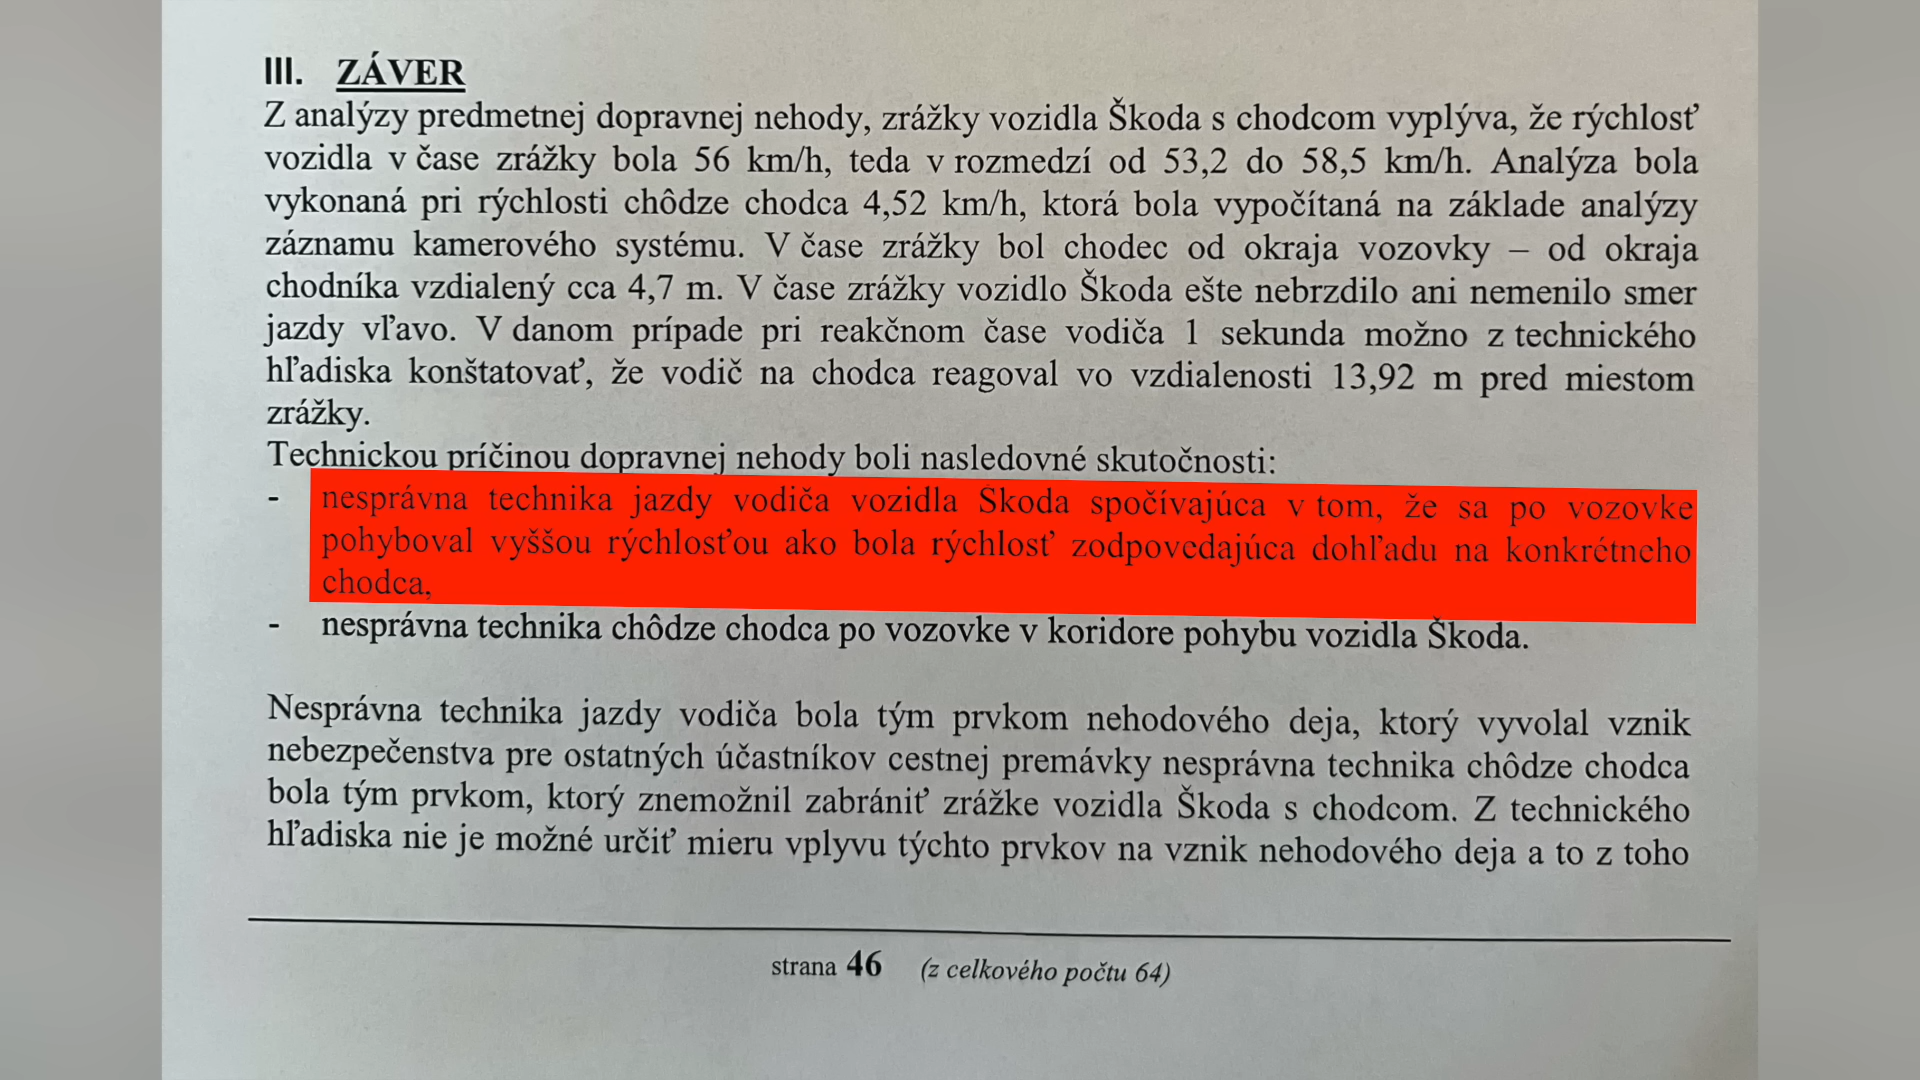 III. ZÁVER
Z analýzy predmetnej dopravnej nehody, zrážky vozidla Škoda s chodcom vyplýva, že rýchlosť
vozidla v čase zrážky bola 56 km/h, teda v rozmedzí od 53,2 do 58,5 km/h. Analýza bola
vykonaná pri rýchlosti chôdze chodca 4,52 km/h, ktorá bola vypočítaná na základe analýzy
záznamu kamerového systému. V čase zrážky bol chodec od okraja vozovky – od okraja
chodníka vzdialený cca 4,7 m. V čase zrážky vozidlo Škoda ešte nebrzdilo ani nemenilo smer
jazdy vľavo. V danom prípade pri reakčnom čase vodiča 1 sekunda možno z technického
hľadiska konštatovať, že vodič na chodca reagoval vo vzdialenosti 13,92 m pred miestom
zrážky.
Technickou príčinou dopravnej nehody boli nasledovné skutočnosti:
- nesprávna technika jazdy vodiča vozidla Škoda spočívajúca v tom, že sa po vozovke
pohyboval vyššou rýchlosťou ako bola rýchlosť zodpovedajúca dohľadu na konkrétneho
chodca,
- nesprávna technika chôdze chodca po vozovke v koridore pohybu vozidla Škoda.
Nesprávna technika jazdy vodiča bola tým prvkom nehodového deja, ktorý vyvolal vznik
nebezpečenstva pre ostatných účastníkov cestnej premávky nesprávna technika chôdze chodca
bola tým prvkom, ktorý znemožnil zabrániť zrážke vozidla Škoda s chodcom. Z technického
hľadiska nie je možné určiť mieru vplyvu týchto prvkov na vznik nehodového deja a to z toho
strana 46 (z celkového počtu 64)